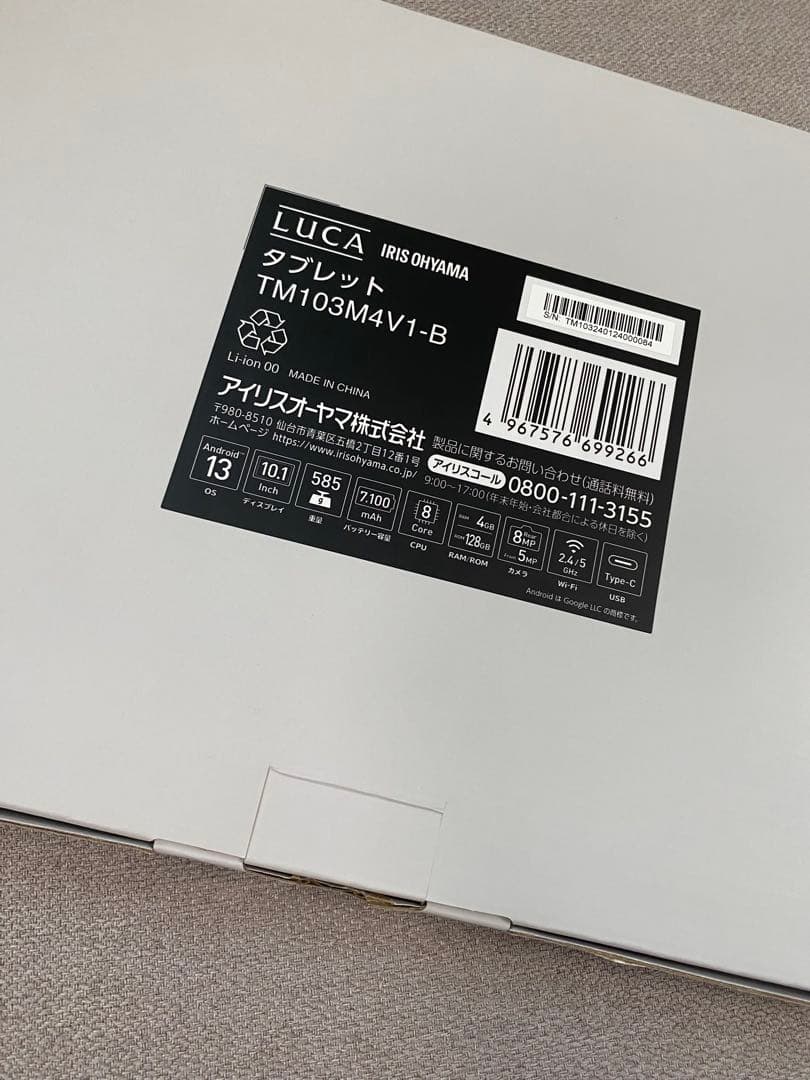 LUCA IRIS OHYAMA
タブレット
TM103M4V1-B
S/N: TM103240124000084
Li-ion 00 MADE IN CHINA
4 967576 699266
アイリスオーヤマ株式会社
〒980-8510 仙台市青葉区五橋2丁目12番1号
ホームページ https://www.irisohyama.co.jp/
製品に関するお問い合わせ(通話料無料)
アイリスコール 0800-111-3155
9:00~17:00(年末年始・会社都合による休日を除く)
Android 13
OS
10.1 Inch
ディスプレイ
585 g
重量
7,100 mAh
バッテリー容量
8 Core
CPU
RAM 4GB
ROM 128GB
RAM/ROM
Rear 8MP
Front 5MP
カメラ
2.4/5 GHz
Wi-Fi
Type-C
USB
Android は Google LLC の商標です。